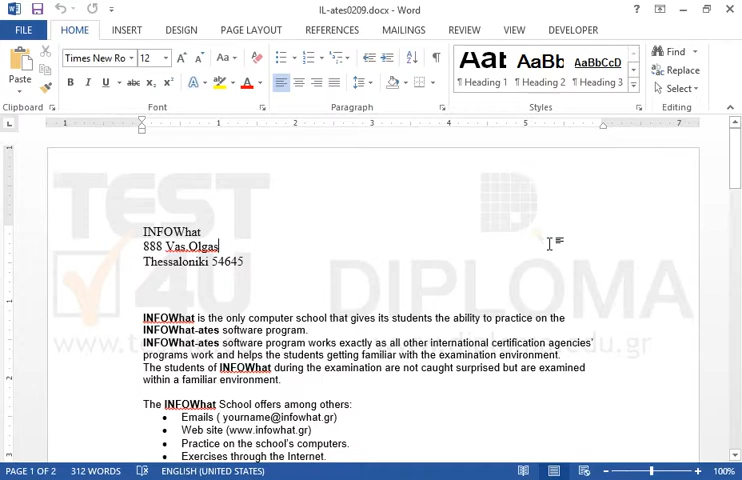 IL-ates0209.docx - Word
FILE HOME INSERT DESIGN PAGE LAYOUT REFERENCES MAILINGS REVIEW VIEW DEVELOPER
Paste
Times New Ro 12
Find
Replace
Select
¶ Heading 1 ¶ Heading 2 ¶ Heading 3
Clipboard Font Paragraph Styles Editing
TEST
4U
DIPLOMA
INFOWhat
888 Vas.Olgas
Thessaloniki 54645
INFOWhat is the only computer school that gives its students the ability to practice on the
INFOWhat-ates software program.
INFOWhat-ates software program works exactly as all other international certification agencies'
programs work and helps the students getting familiar with the examination environment.
The students of INFOWhat during the examination are not caught surprised but are examined
within a familiar environment.
The INFOWhat School offers among others:
• Emails ( yourname@infowhat.gr)
• Web site (www.infowhat.gr)
• Practice on the school's computers.
• Exercises through the Internet.
PAGE 1 OF 2 312 WORDS ENGLISH (UNITED STATES) 100%